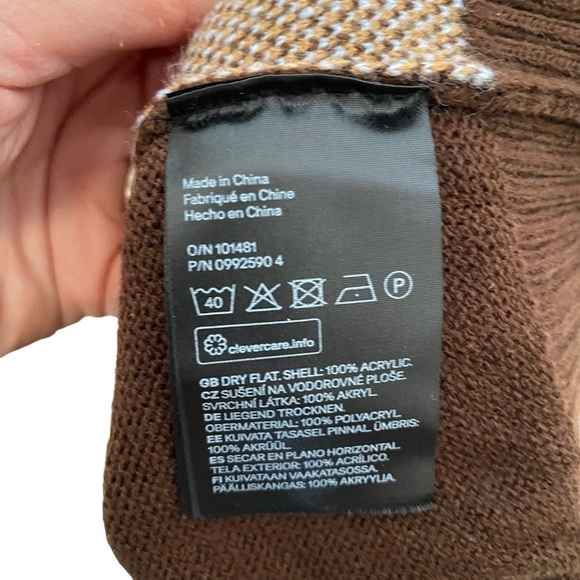 Made in China
Fabriqué en Chine
Hecho en China
O/N 101481
P/N 0992590 4
40 P
clevercare.info
GB DRY FLAT. SHELL: 100% ACRYLIC.
CZ SUŠENÍ NA VODOROVNÉ PLOŠE.
SVRCHNÍ LÁTKA: 100% AKRYL.
DE LIEGEND TROCKNEN.
OBERMATERIAL: 100% POLYACRYL.
EE KUIVATA TASASEL PINNAL. ÜMBRIS:
100% AKRÜÜL.
ES SECAR EN PLANO HORIZONTAL.
TELA EXTERIOR: 100% ACRÍLICO.
FI KUIVATAAN VAAKATASOSSA.
PÄÄLLISKANGAS: 100% AKRYYLIA.